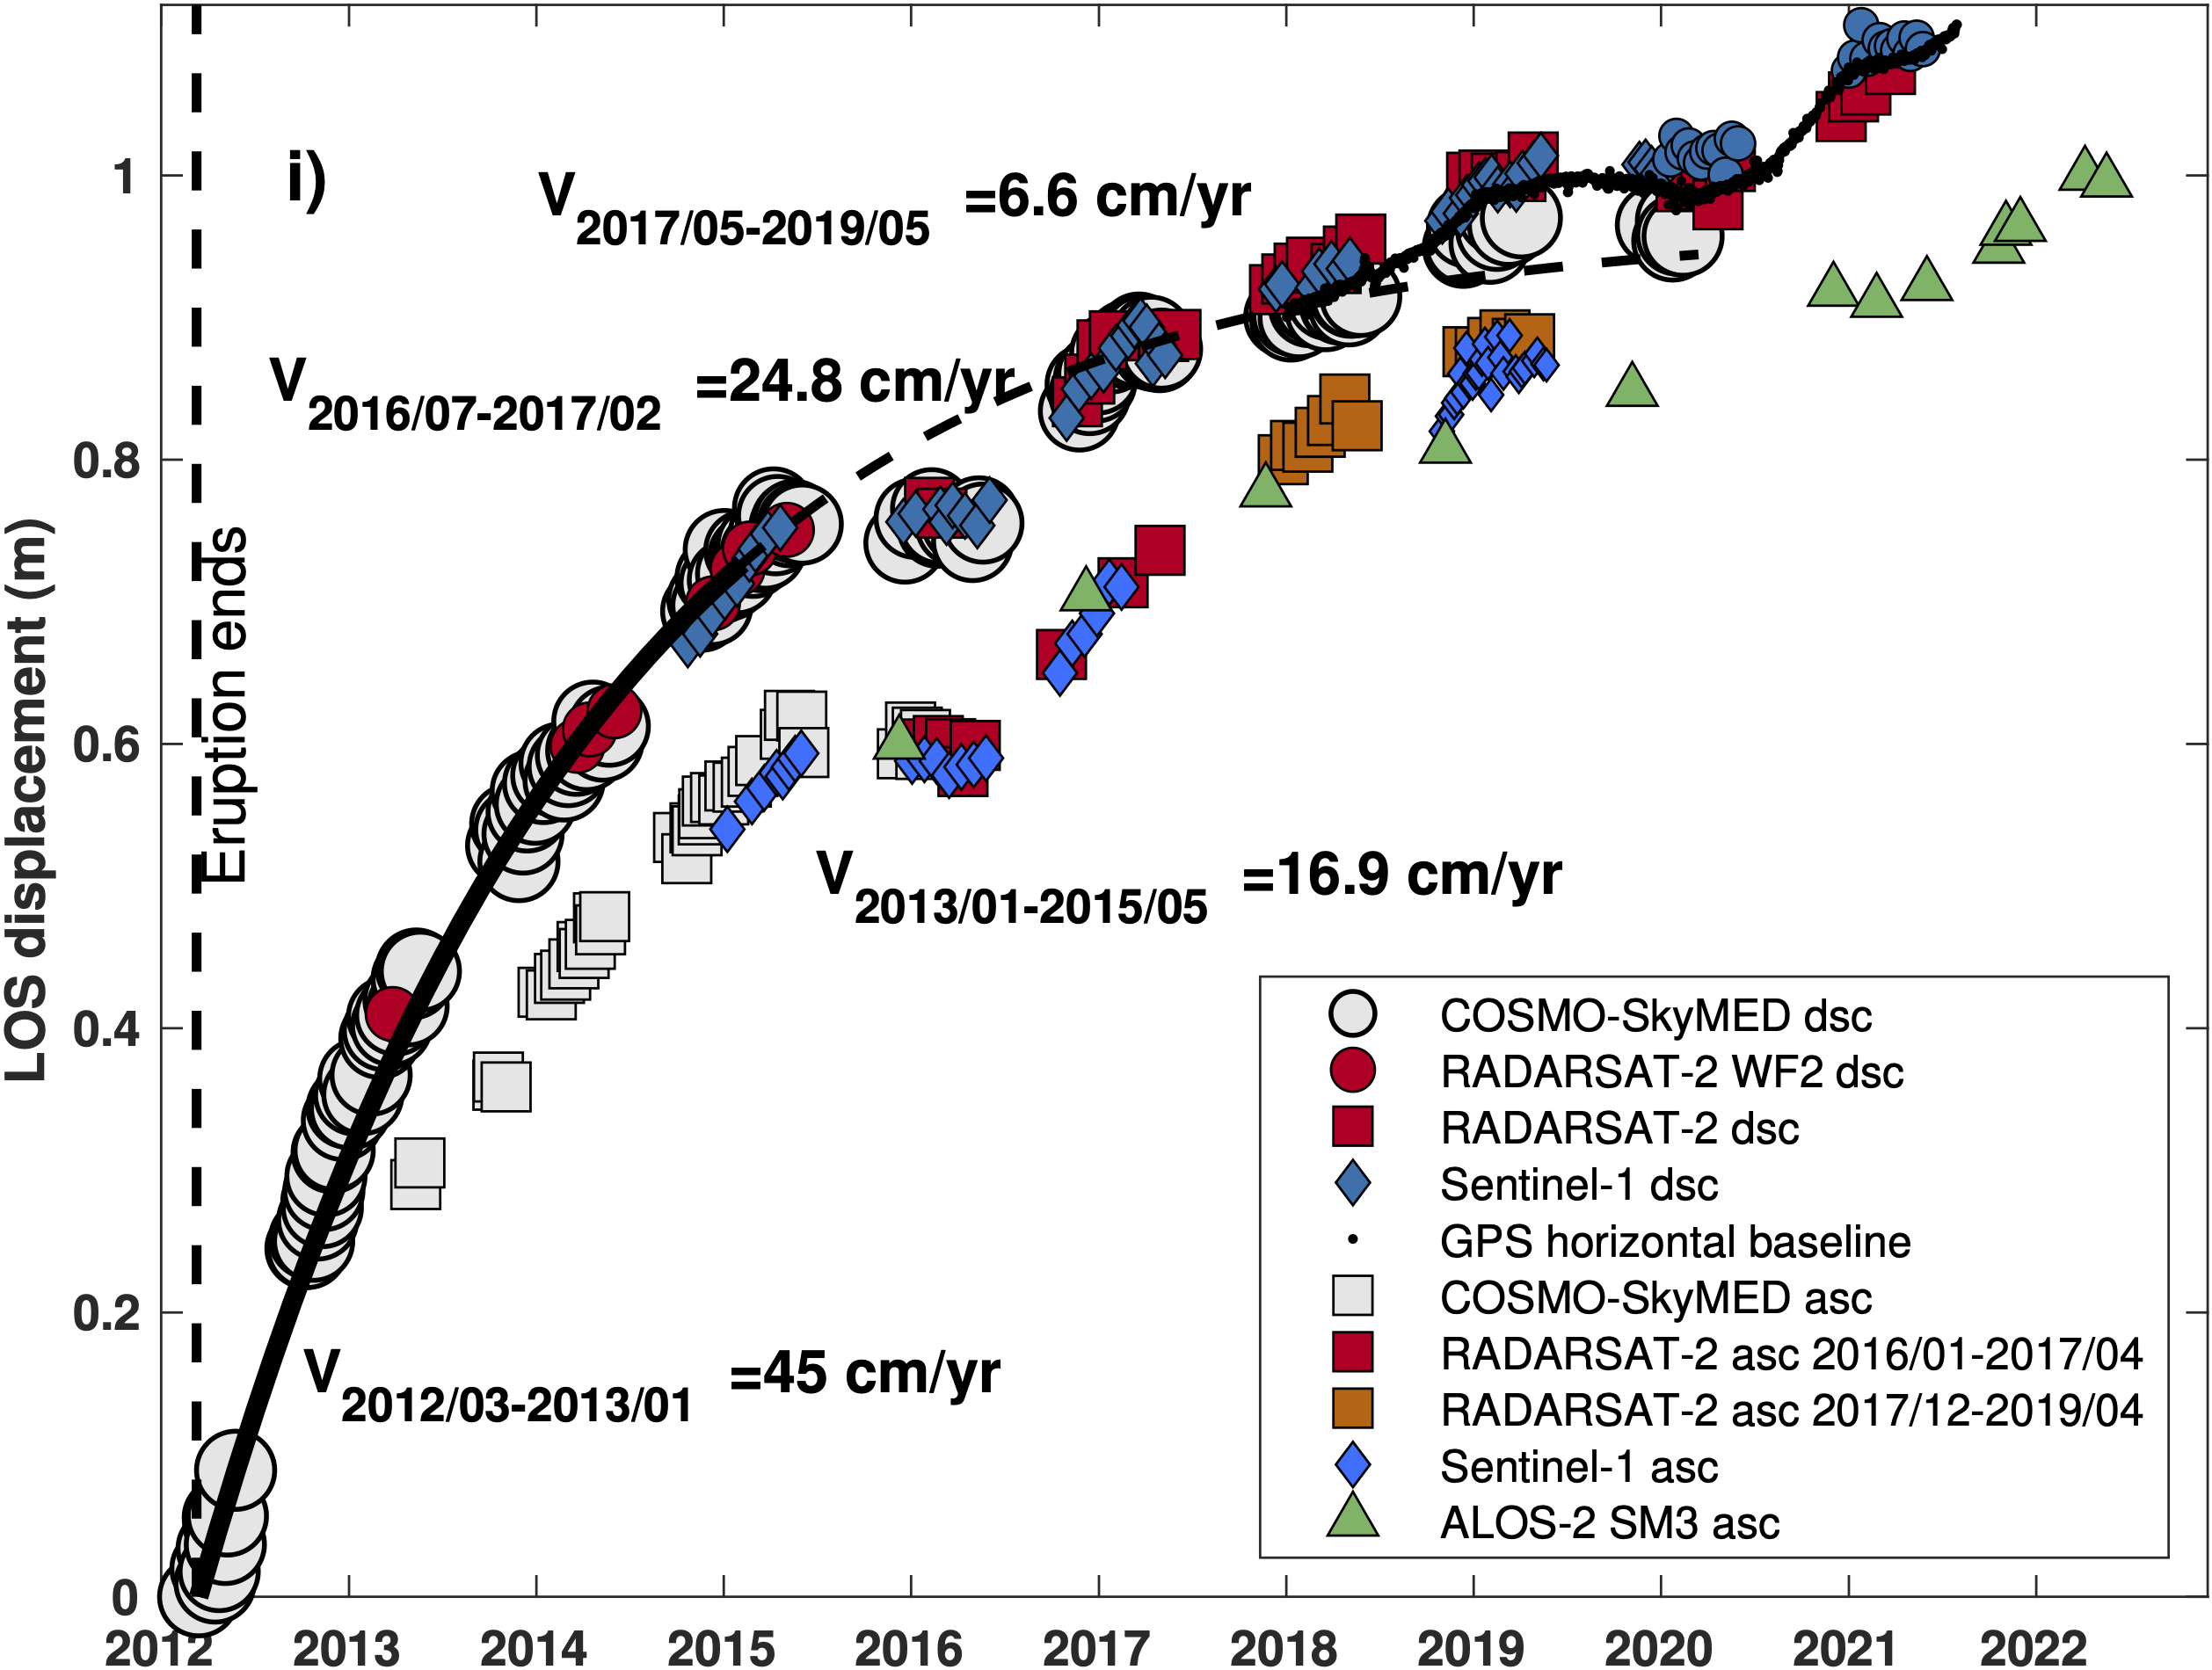 i)
V2017/05-2019/05 =6.6 cm/yr
V2016/07-2017/02 =24.8 cm/yr
V2013/01-2015/05 =16.9 cm/yr
V2012/03-2013/01 =45 cm/yr
Eruption ends
LOS displacement (m)
1
0.8
0.6
0.4
0.2
0
2012 2013 2014 2015 2016 2017 2018 2019 2020 2021 2022
COSMO-SkyMED dsc
RADARSAT-2 WF2 dsc
RADARSAT-2 dsc
Sentinel-1 dsc
GPS horizontal baseline
COSMO-SkyMED asc
RADARSAT-2 asc 2016/01-2017/04
RADARSAT-2 asc 2017/12-2019/04
Sentinel-1 asc
ALOS-2 SM3 asc